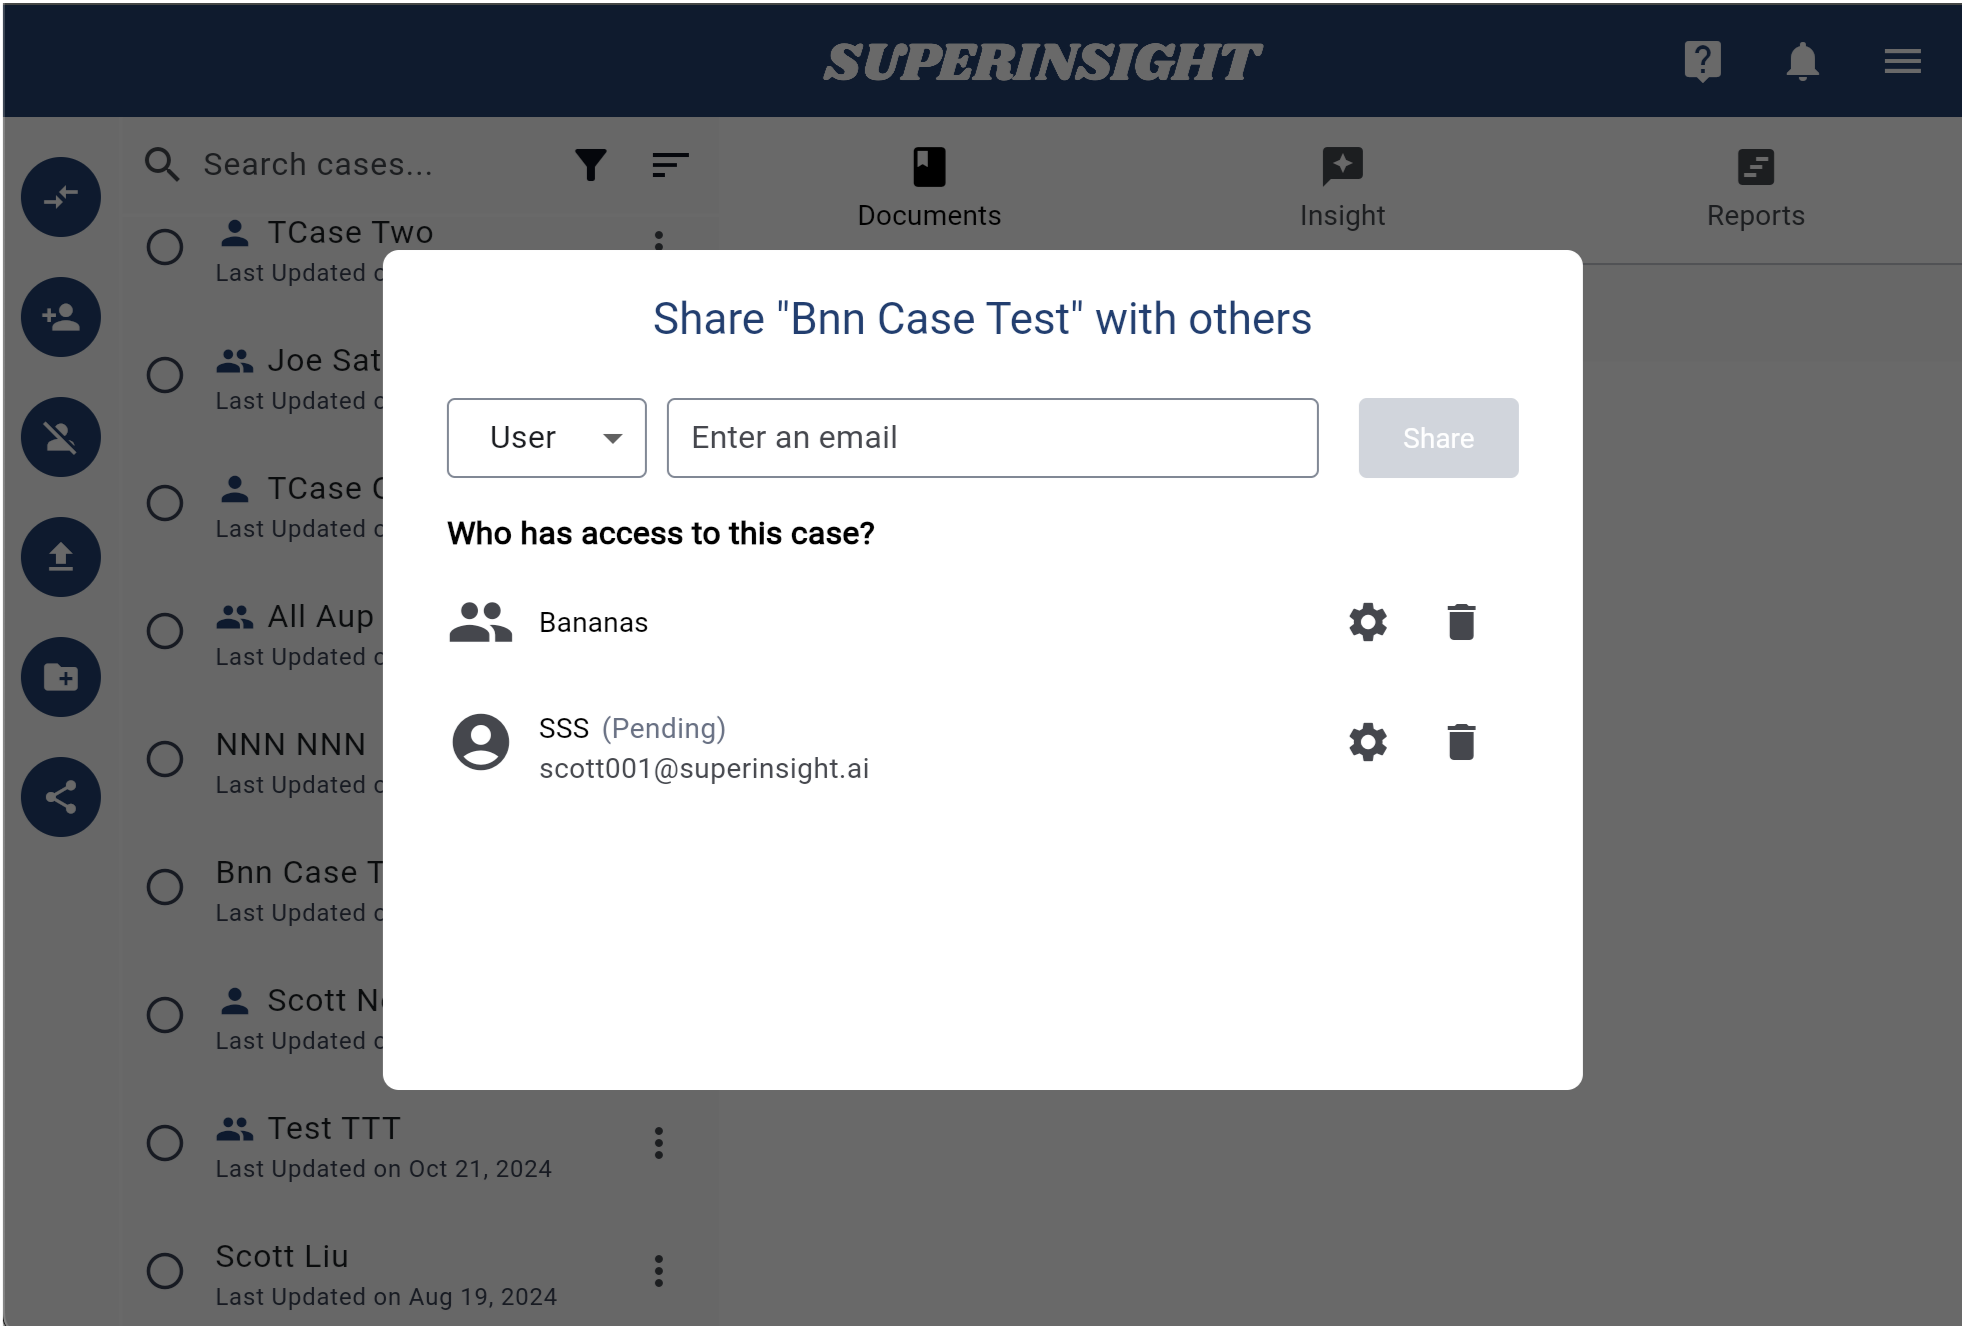 SUPERINSIGHT
Search cases...
Documents
Insight
Reports
TCase Two
Last Updated
Joe Sat
Last Updated
TCase
Last Updated
All Aup
Last Updated
NNN NNN
Last Updated
Bnn Case T
Last Updated
Scott N
Last Updated
Test TTT
Last Updated on Oct 21, 2024
Scott Liu
Last Updated on Aug 19, 2024
Share "Bnn Case Test" with others
User
Enter an email
Share
Who has access to this case?
Bananas
SSS (Pending)
scott001@superinsight.ai